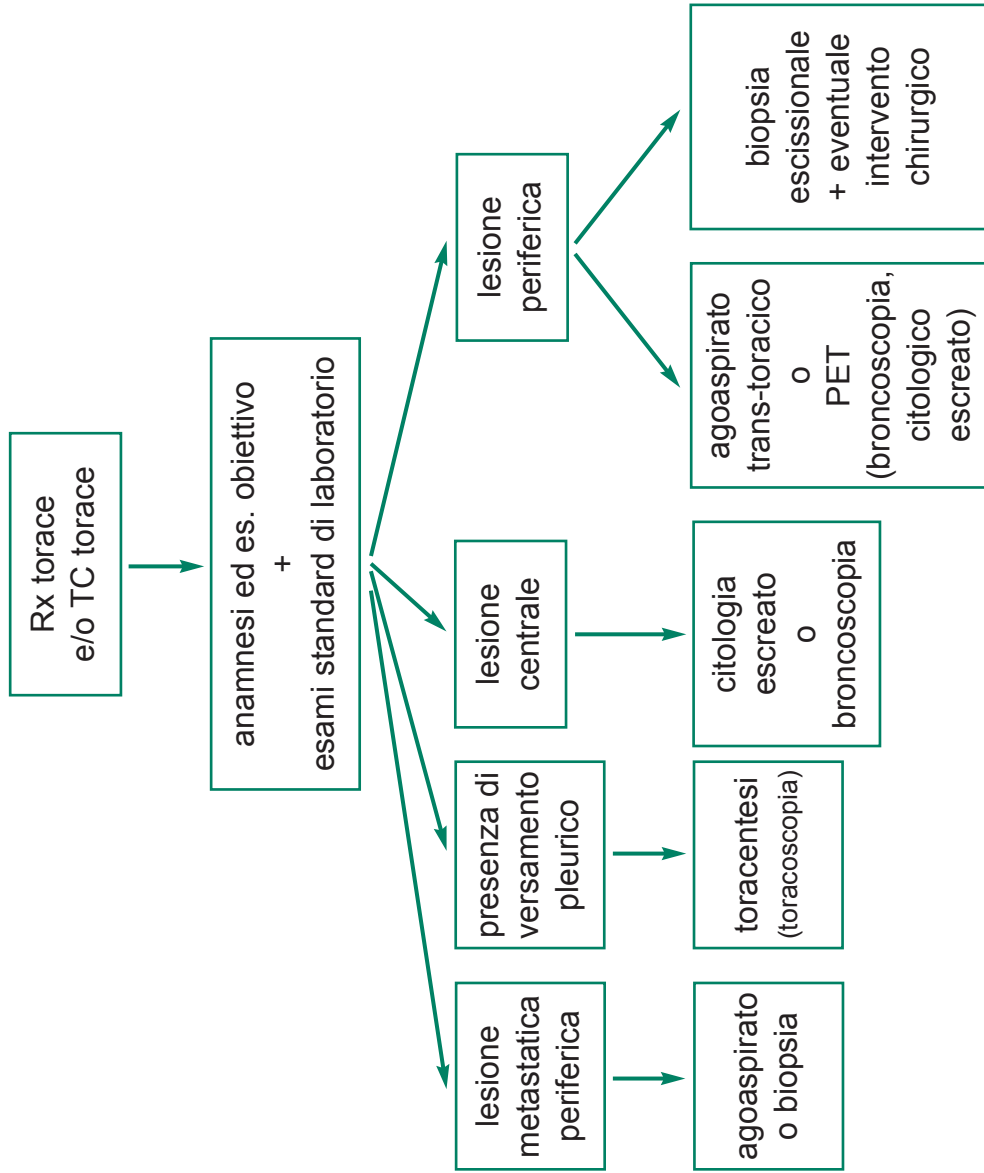 Rx torace
e/o TC torace
anamnesi ed es. obiettivo
+
esami standard di laboratorio
lesione
metastatica
periferica
presenza di
versamento
pleurico
lesione
centrale
lesione
periferica
agoaspirato
o biopsia
toracentesi
(toracoscopia)
citologia
escreato
o
broncoscopia
agoaspirato
trans-toracico
o
PET
(broncoscopia,
citologico
escreato)
biopsia
escissionale
+ eventuale
intervento
chirurgico